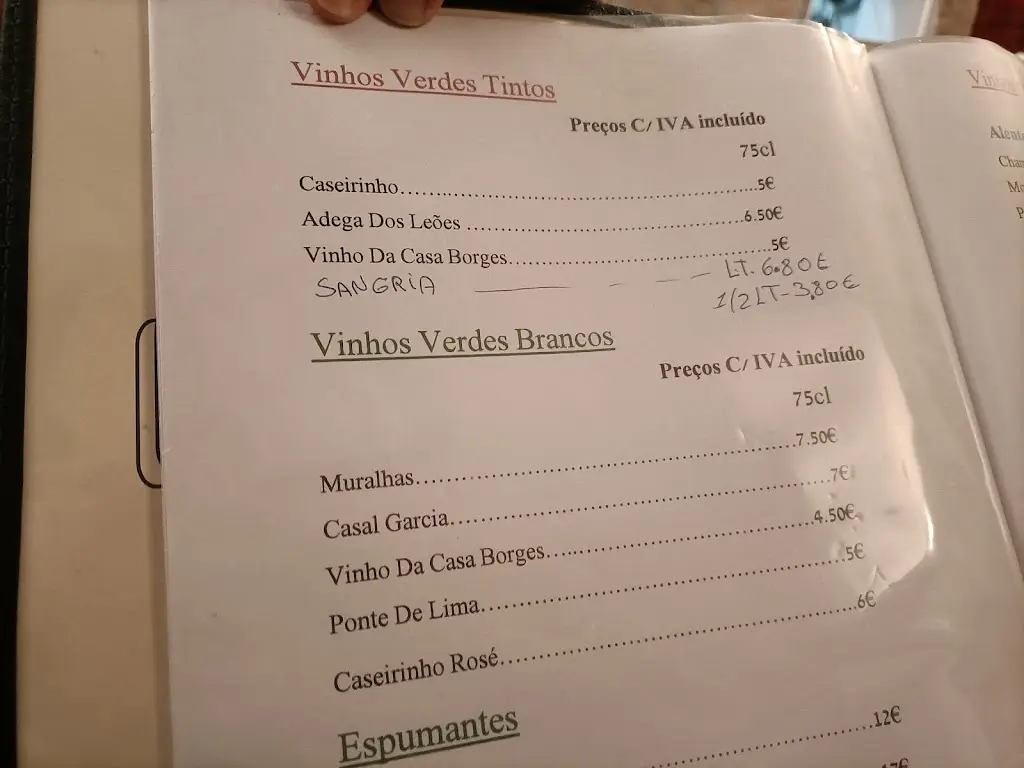 Vinhos Verdes Tintos
Preços C/ IVA incluído
75cl
Caseirinho.................................................5€
Adega Dos Leões ........................................6.50€
Vinho Da Casa Borges......................................5€
SANGRIA ——— - —— LT. 6.80€
1/2 LT - 3,80€
Vinhos Verdes Brancos
Preços C/ IVA incluído
75cl
Muralhas......................................................7.50€
Casal Garcia......................................................7€
Vinho Da Casa Borges......................................4.50€
Ponte De Lima....................................................5€
Caseirinho Rosé..................................................6€
Espumantes
..............................12€